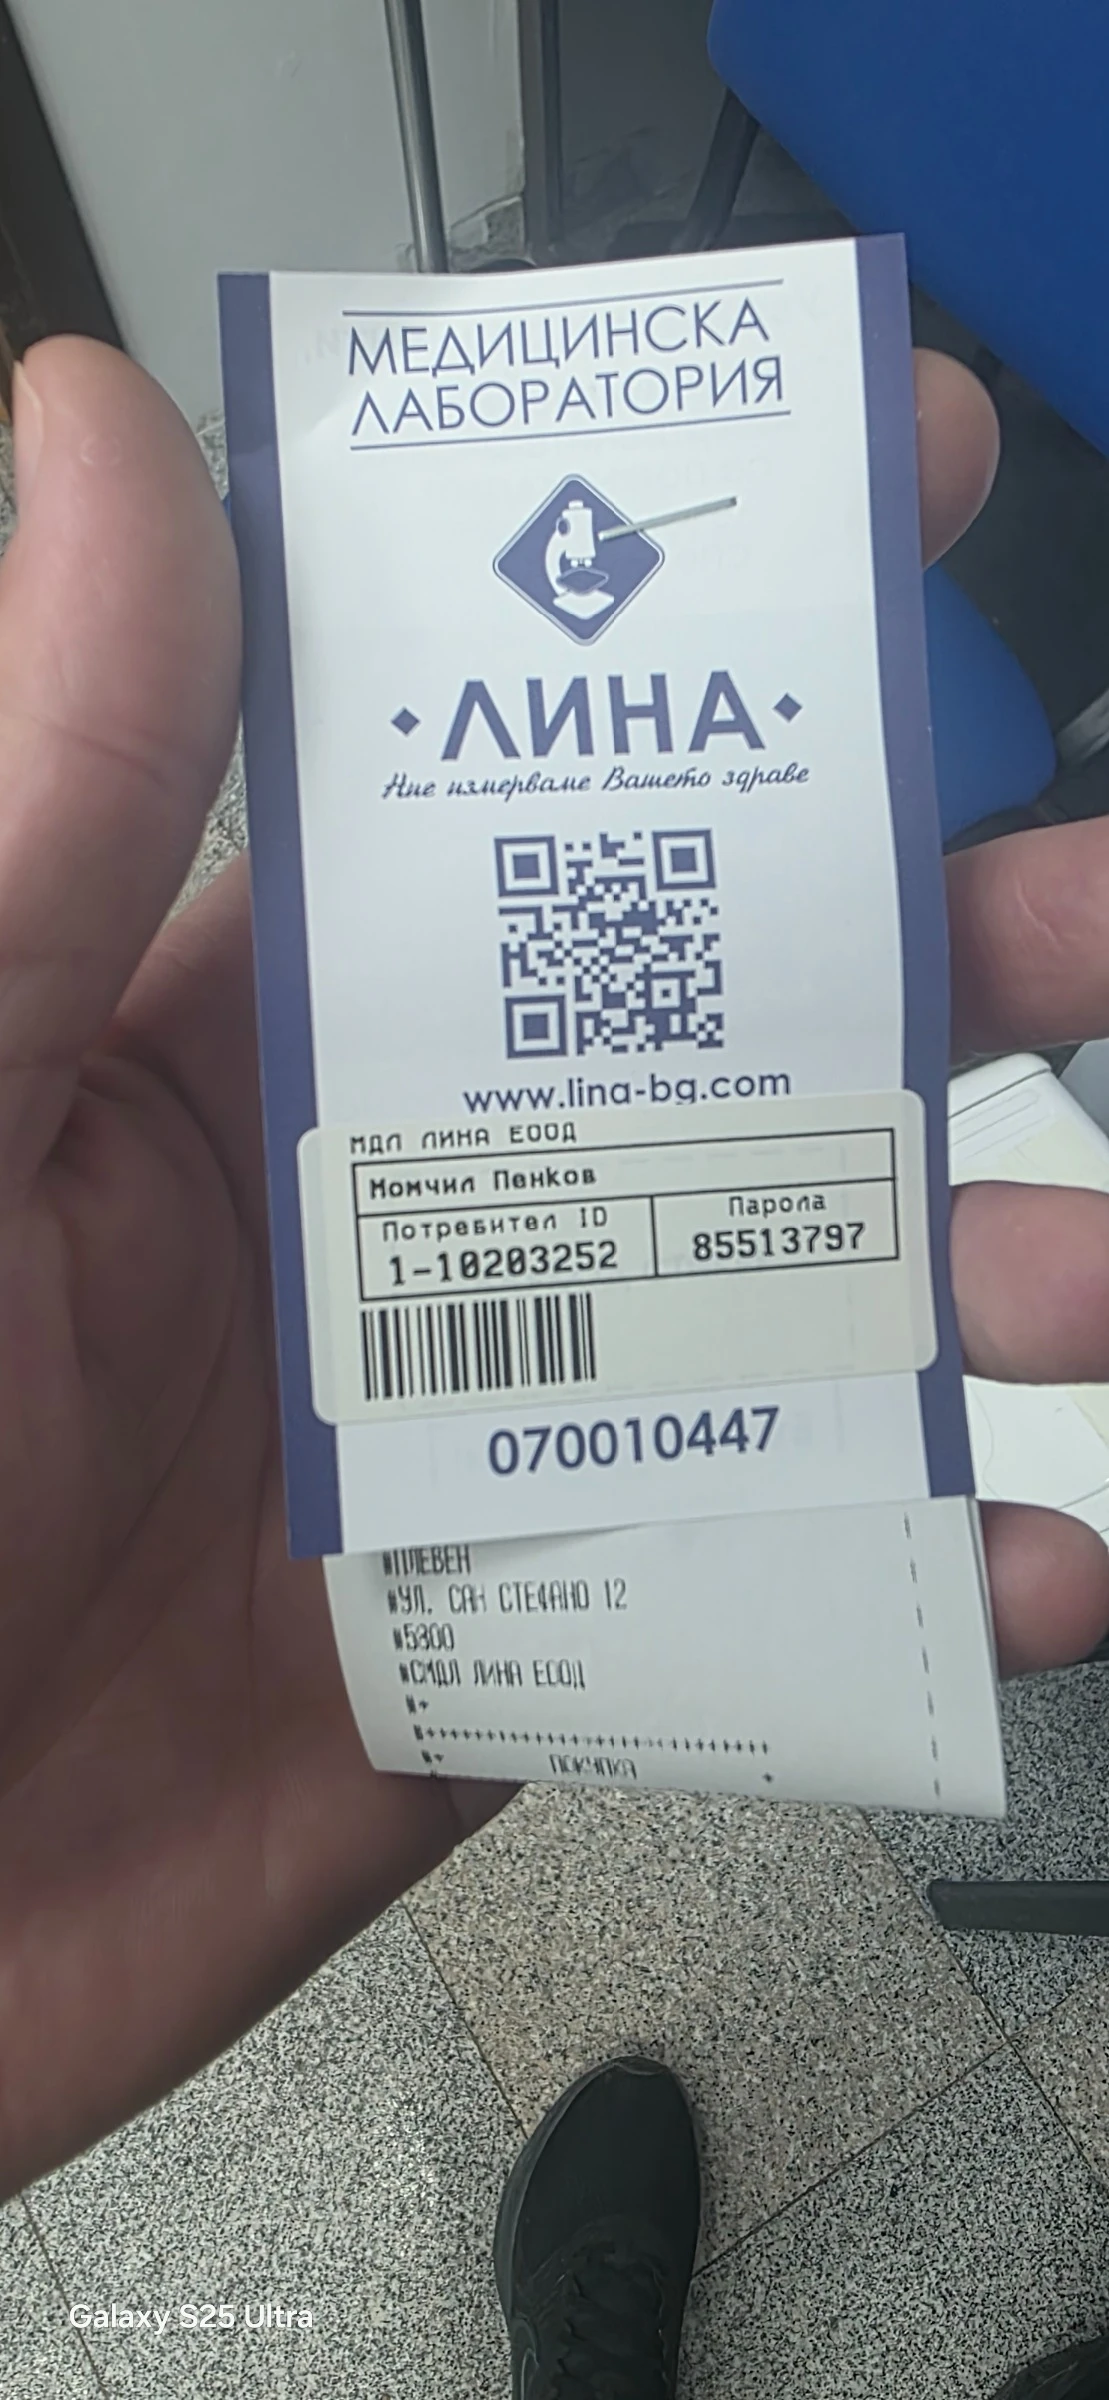 МЕДИЦИНСКА
ЛАБОРАТОРИЯ
ЛИНА
Ние измерваме Вашето здраве
www.lina-bg.com
МДЛ ЛИНА ЕООД
Момчил Пенков
Потребител ID
Парола
1-10203252
85513797
070010447
#ПЛЕВЕН
#УЛ. САН СТЕФАНО 12
#5800
#СМДЛ ЛИНА ЕООД
ПОКУПКА
Galaxy S25 Ultra